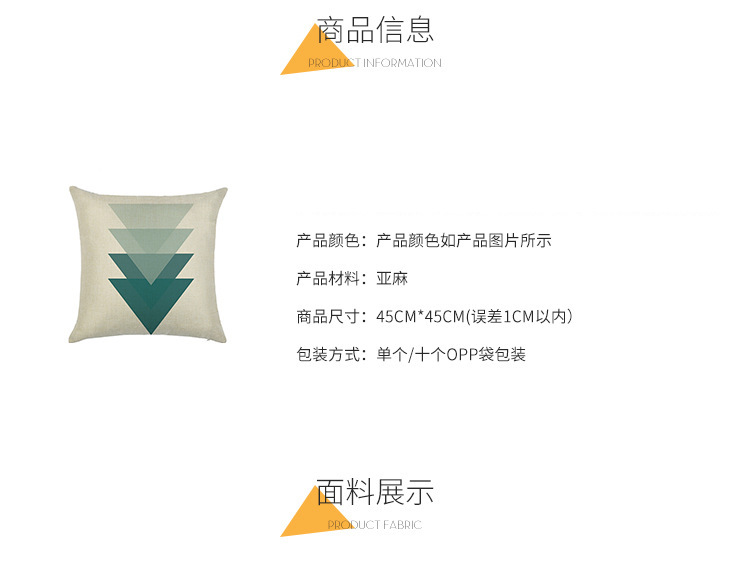 商品信息
PRODUCT INFORMATION
产品颜色：产品颜色如产品图片所示
产品材料：亚麻
商品尺寸：45CM*45CM(误差1CM以内）
包装方式：单个/十个OPP袋包装
面料展示
PRODUCT FABRIC